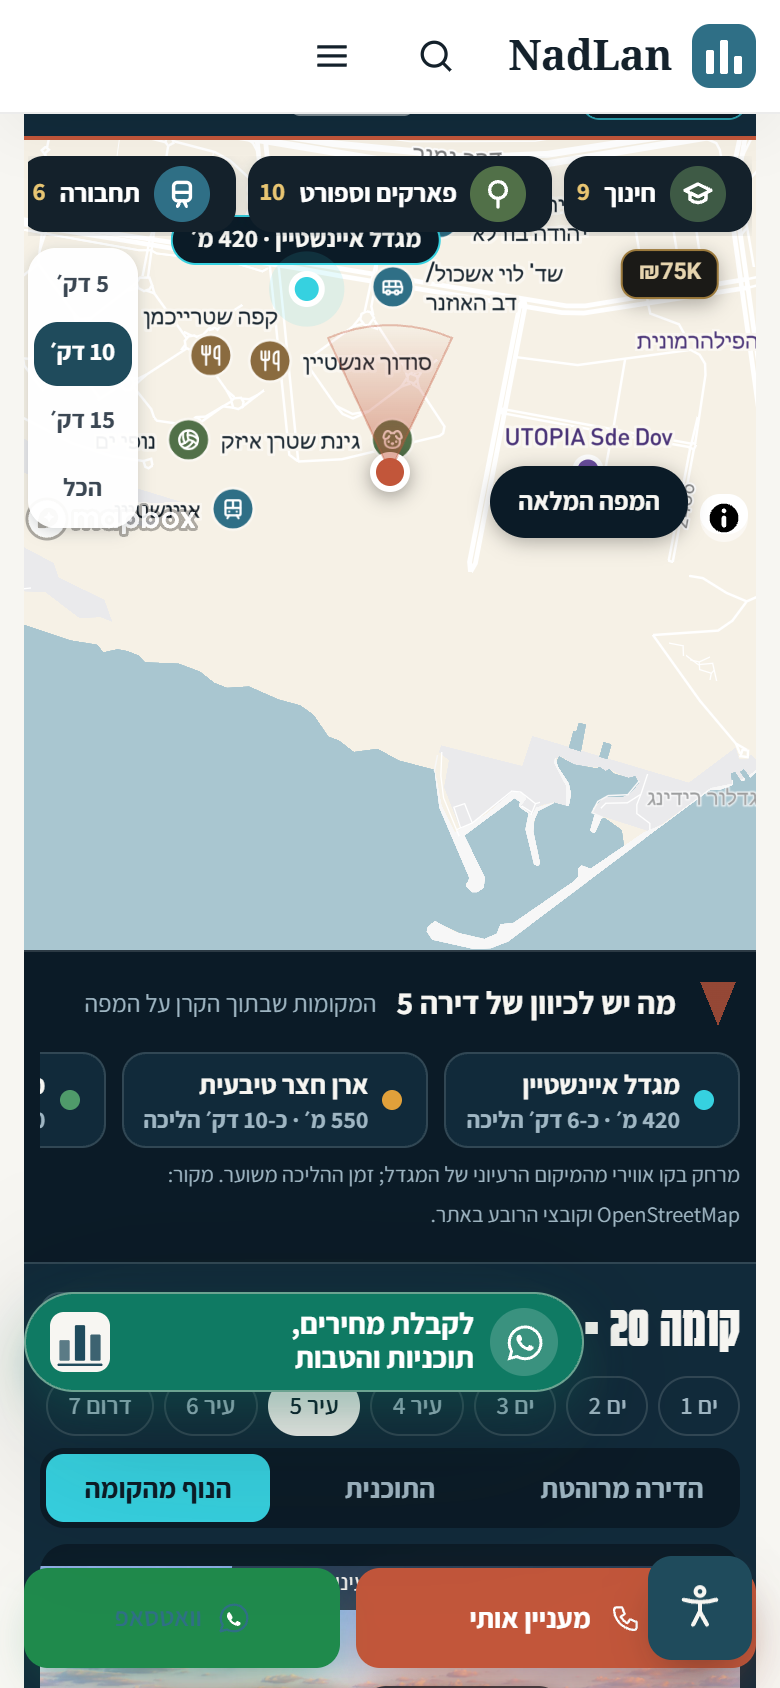 NadLan
חינוך 9
פארקים וספורט 10
תחבורה 6
מגדל איינשטיין · 420 מ׳
5 דק׳
10 דק׳
15 דק׳
הכל
שד' לוי אשכול/
דב האוזנר
₪75K
קפה שטרייכמן
סודוך אנשטיין
הפילהרמונית
גינת שטרן איזק
UTOPIA Sde Dov
המפה המלאה
mapbox
מה יש לכיוון של דירה 5
המקומות שבתוך הקרן על המפה
מגדל איינשטיין
420 מ׳ · כ-6 דק׳ הליכה
ארן חצר טיבעית
550 מ׳ · כ-10 דק׳ הליכה
מרחק בקו אווירי מהמיקום הרעיוני של המגדל; זמן ההליכה משוער. מקור:
OpenStreetMap וקובצי הרובע באתר.
קומה 20
לקבלת מחירים,
תוכניות והטבות
ים 1
ים 2
ים 3
עיר 4
עיר 5
עיר 6
דרום 7
הדירה מרוהטת
התוכנית
הנוף מהקומה
מעניין אותי
וואטסאפ